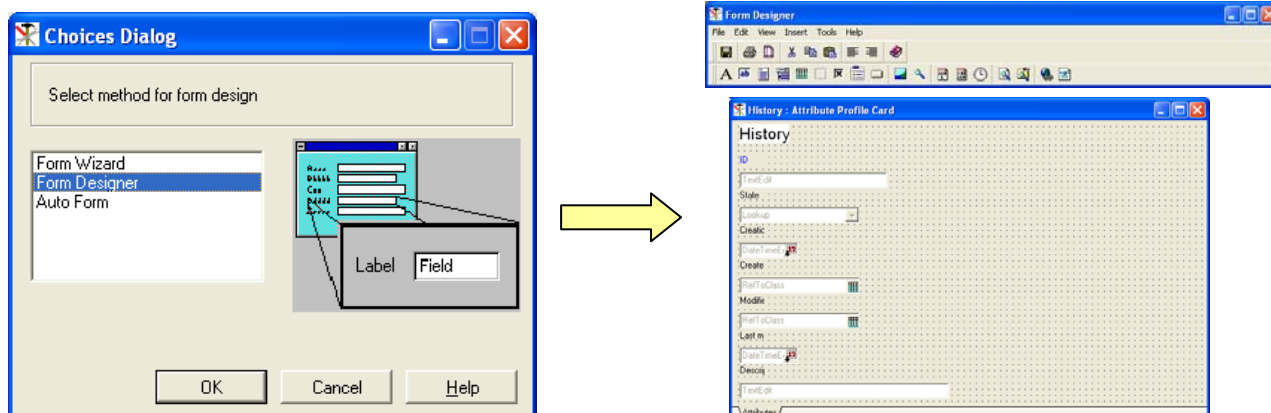 Choices Dialog
Select method for form design
Form Wizard
Form Designer
Auto Form
Label Field
OK Cancel Help
Form Designer
File Edit View Insert Tools Help
History : Attribute Profile Card
History
ID
TextEdit
State
Lookup
Creatic
DateTimeE
Create
RefToClass
Modifie
RefToClass
Last m
DateTimeE
Descrij
TextEdit
Attributes